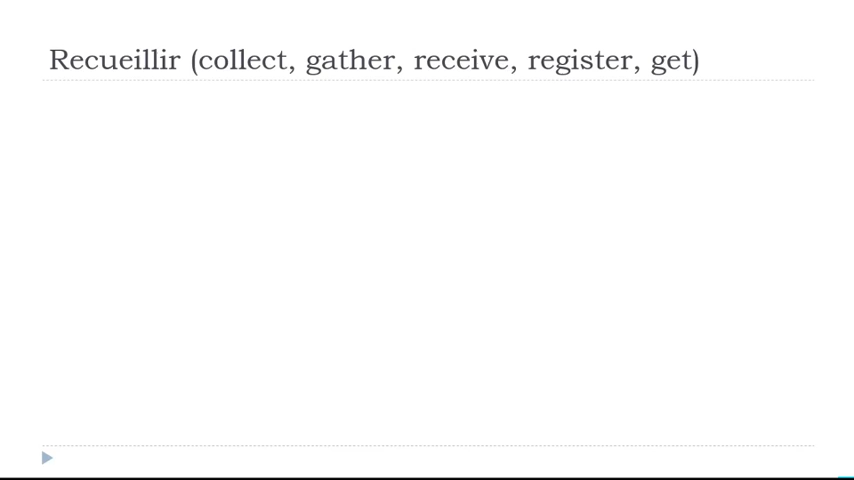 Recueillir (collect, gather, receive, register, get)